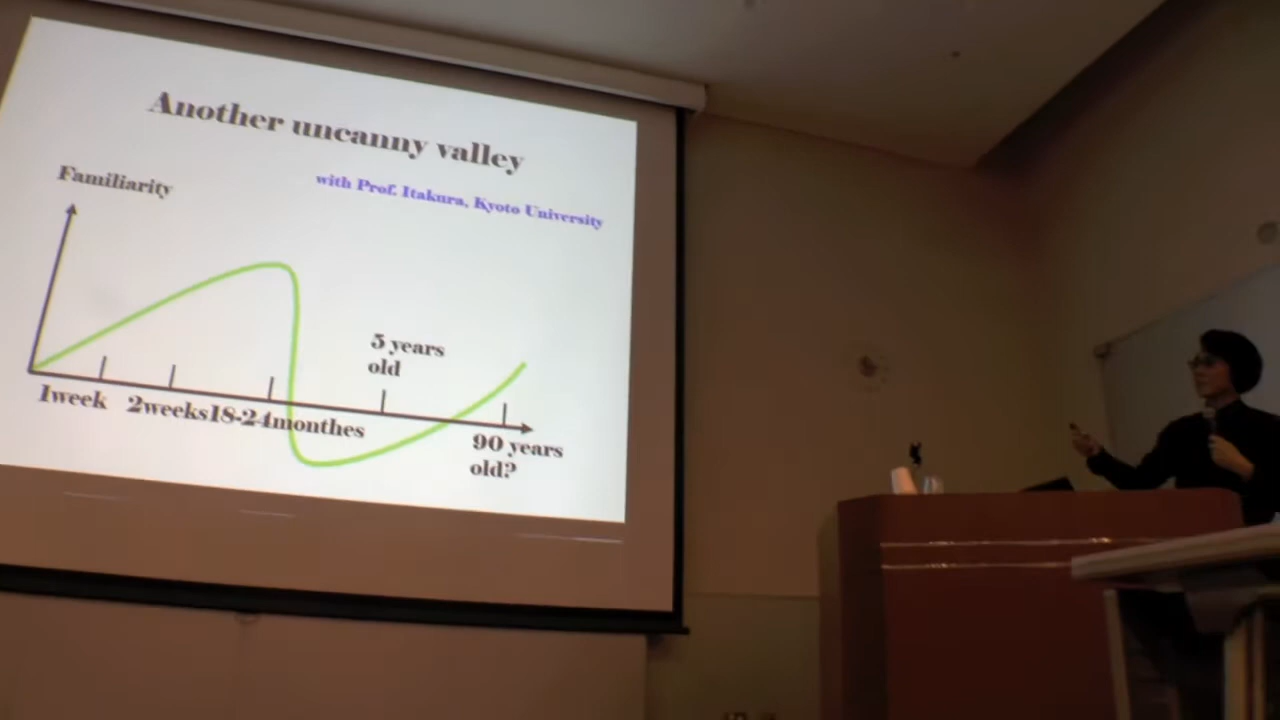 Another uncanny valley
with Prof. Itakura, Kyoto University
Familiarity
5 years
old
1week 2weeks18-24monthes
90 years
old?